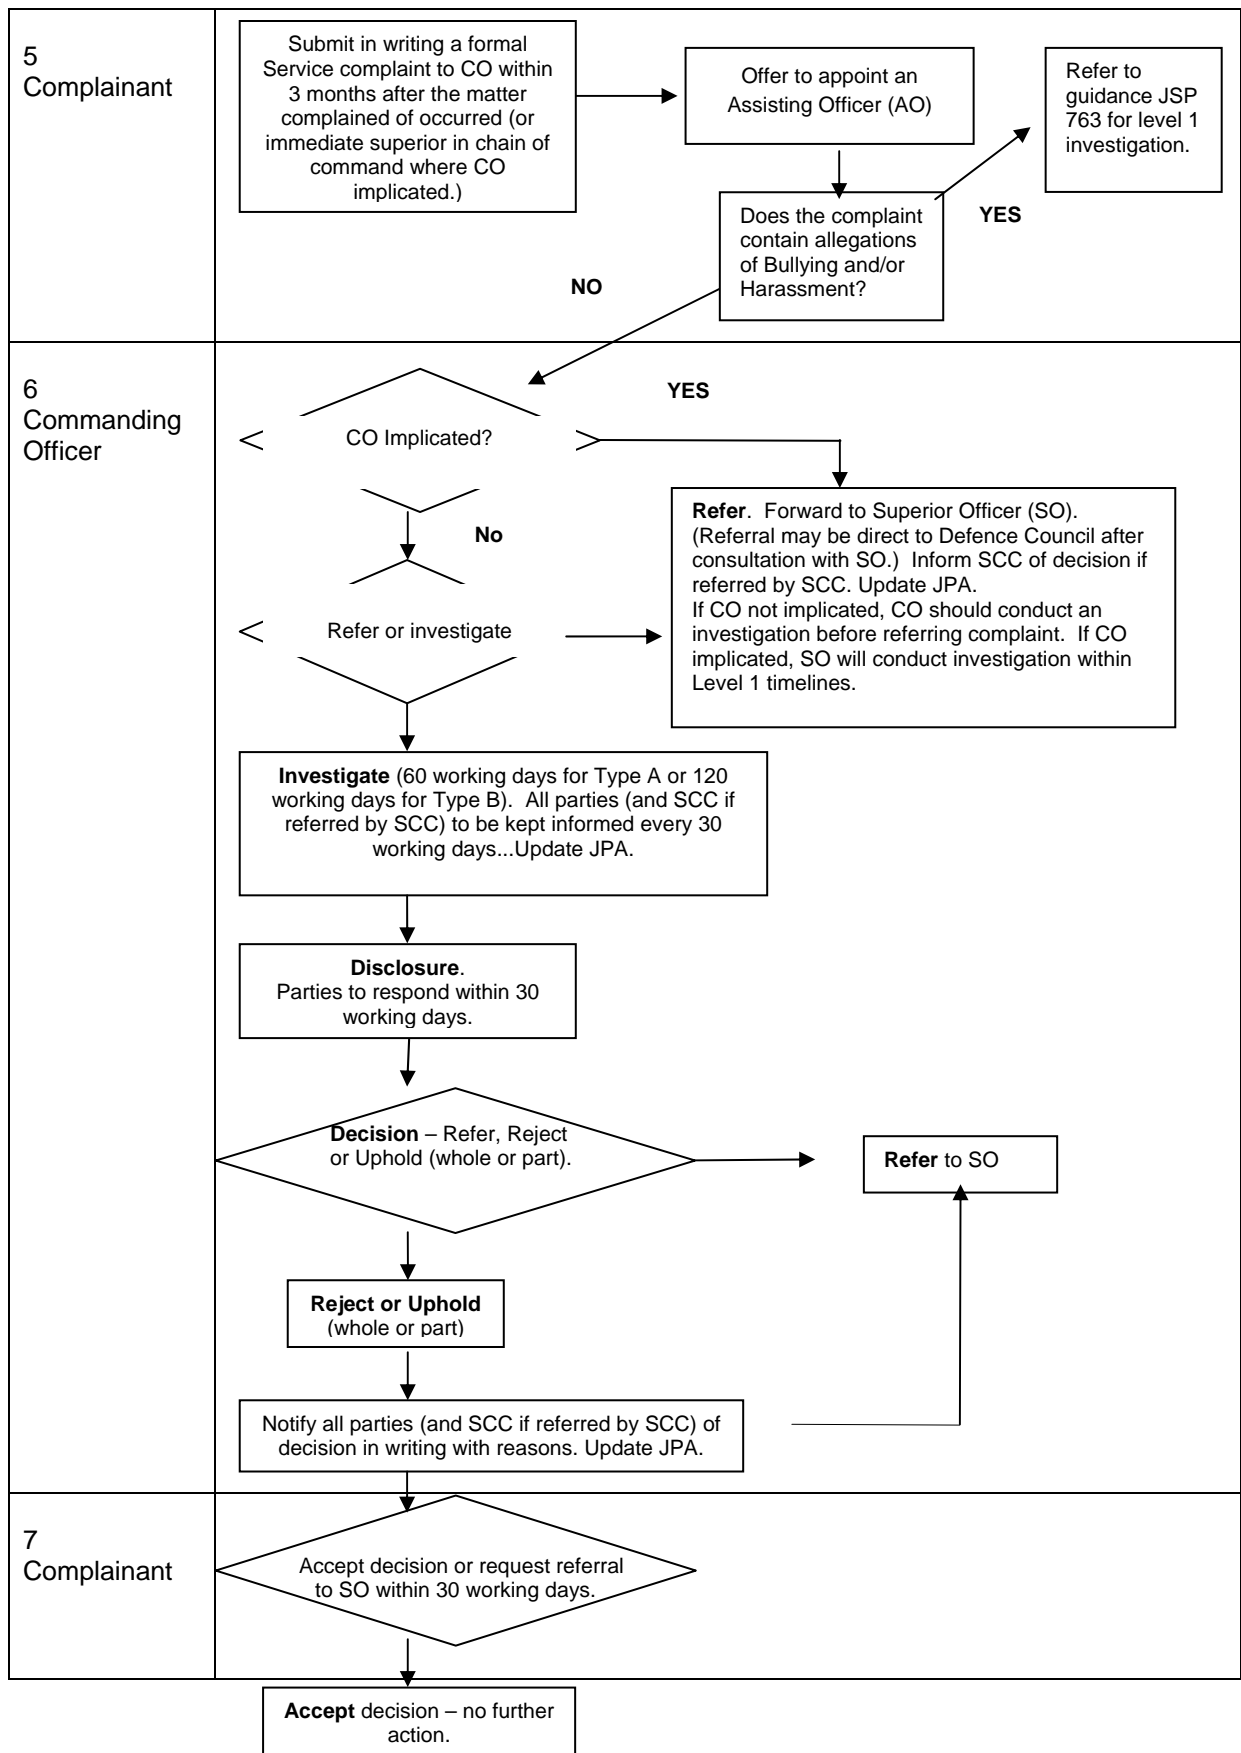 5
Complainant
Submit in writing a formal
Service complaint to CO within
3 months after the matter
complained of occurred (or
immediate superior in chain of
command where CO
implicated.)
Offer to appoint an
Assisting Officer (AO)
Refer to
guidance JSP
763 for level 1
investigation.
Does the complaint
contain allegations
of Bullying and/or
Harassment?
YES
NO
6
Commanding
Officer
YES
CO Implicated?
No
Refer or investigate
Refer.  Forward to Superior Officer (SO).
(Referral may be direct to Defence Council after
consultation with SO.)  Inform SCC of decision if
referred by SCC. Update JPA.
If CO not implicated, CO should conduct an
investigation before referring complaint.  If CO
implicated, SO will conduct investigation within
Level 1 timelines.
Investigate (60 working days for Type A or 120
working days for Type B).  All parties (and SCC if
referred by SCC) to be kept informed every 30
working days...Update JPA.
Disclosure.
Parties to respond within 30
working days.
Decision – Refer, Reject
or Uphold (whole or part).
Refer to SO
Reject or Uphold
(whole or part)
Notify all parties (and SCC if referred by SCC) of
decision in writing with reasons. Update JPA.
7
Complainant
Accept decision or request referral
to SO within 30 working days.
Accept decision – no further
action.